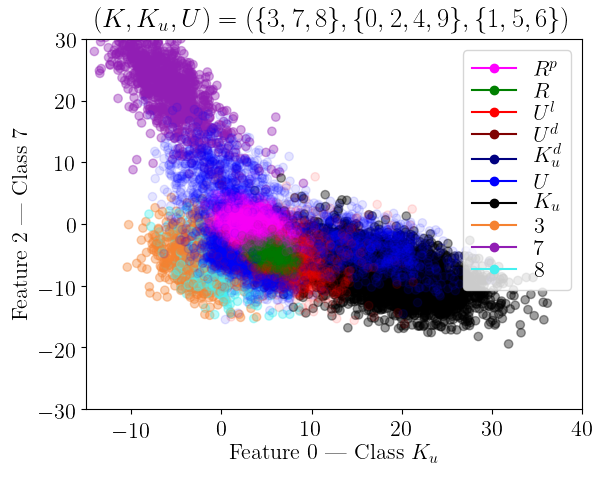 (K, K_u, U) = ({3, 7, 8}, {0, 2, 4, 9}, {1, 5, 6})
30
20
10
0
−10
−20
−30
Feature 2 — Class 7
R^p
R
U^l
U^d
K_u^d
U
K_u
3
7
8
−10
0
10
20
30
40
Feature 0 — Class K_u